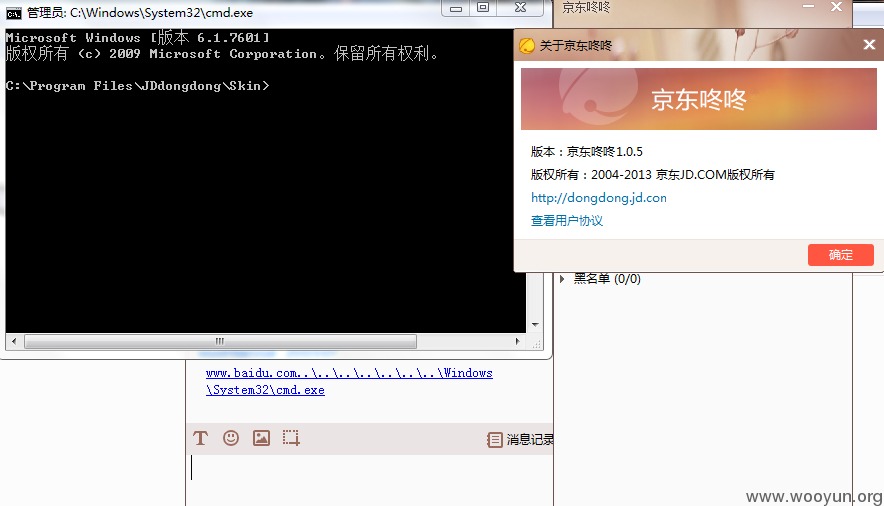 管理员: C:\Windows\System32\cmd.exe
Microsoft Windows [版本 6.1.7601]
版权所有 (c) 2009 Microsoft Corporation。保留所有权利。
C:\Program Files\JDdongdong\Skin>
京东咚咚
关于京东咚咚
京东咚咚
版本：京东咚咚1.0.5
版权所有：2004-2013 京东JD.COM版权所有
http://dongdong.jd.con
查看用户协议
确定
黑名单 (0/0)
www.baidu.com..\..\..\..\..\..\..\Windows
\System32\cmd.exe
消息记录
www.wooyun.org